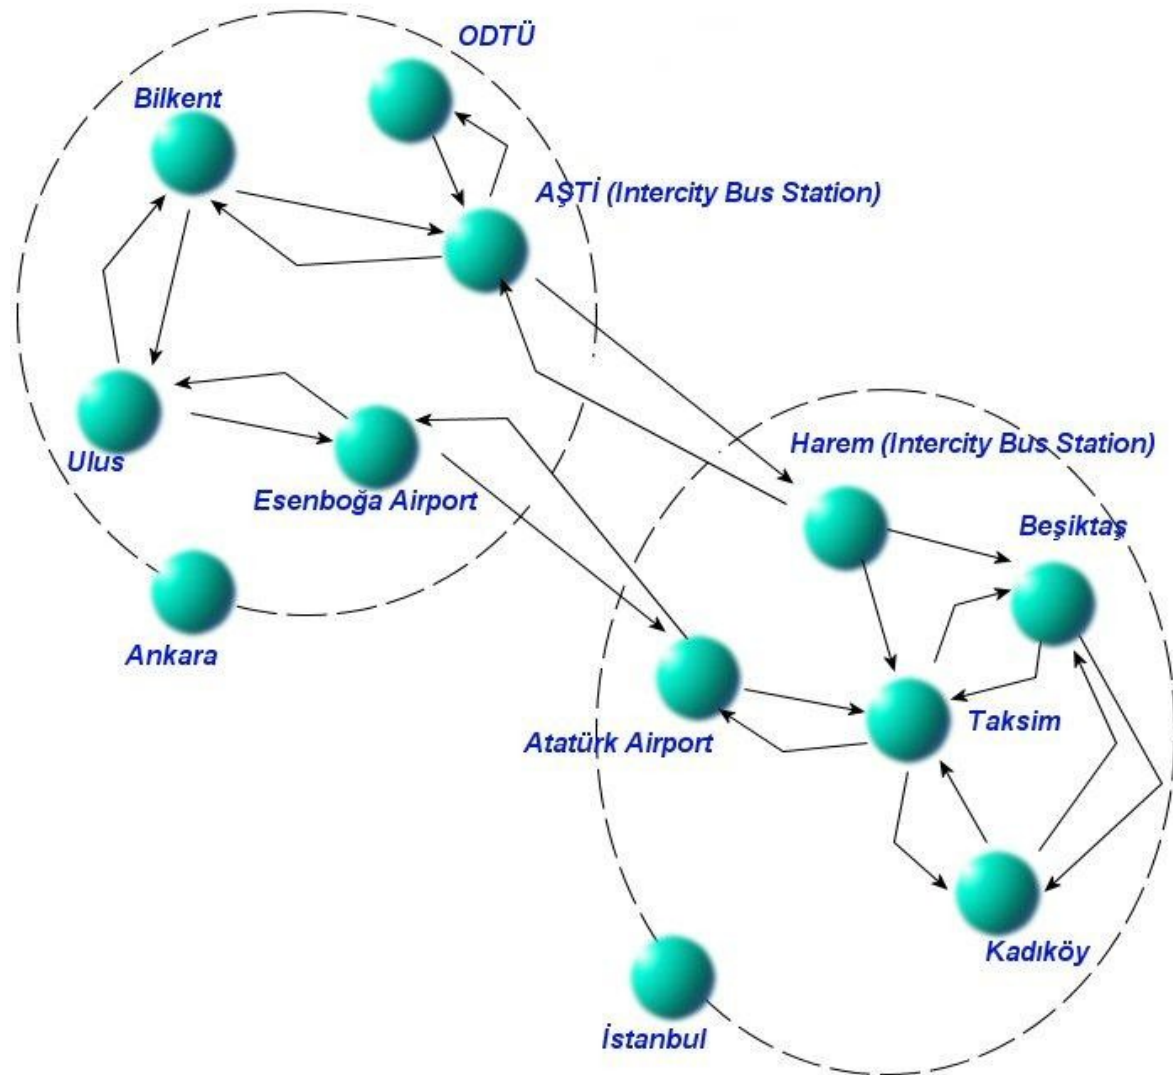 ODTÜ
Bilkent
AŞTİ (Intercity Bus Station)
Harem (Intercity Bus Station)
Ulus
Esenboğa Airport
Beşiktaş
Ankara
Taksim
Atatürk Airport
Kadıköy
İstanbul